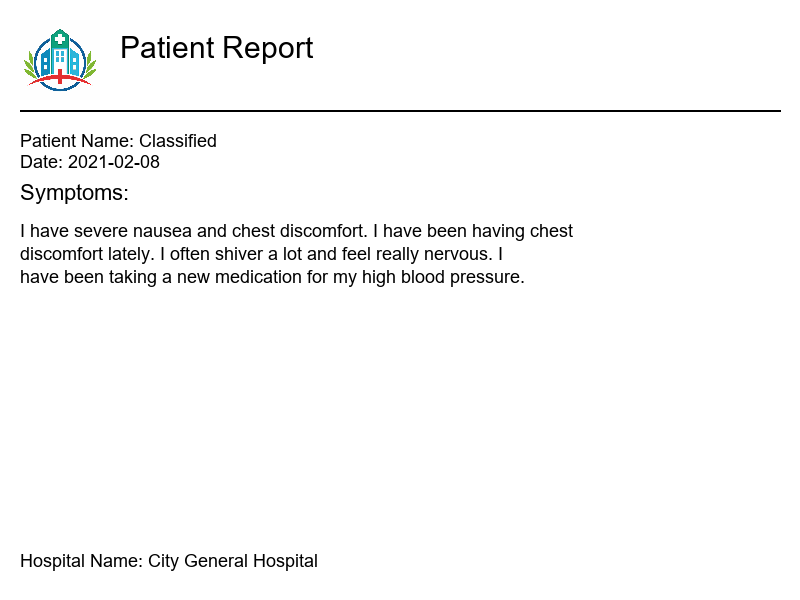 Patient Report
Patient Name: Classified
Date: 2021-02-08
Symptoms:
I have severe nausea and chest discomfort. I have been having chest
discomfort lately. I often shiver a lot and feel really nervous. I
have been taking a new medication for my high blood pressure.
Hospital Name: City General Hospital